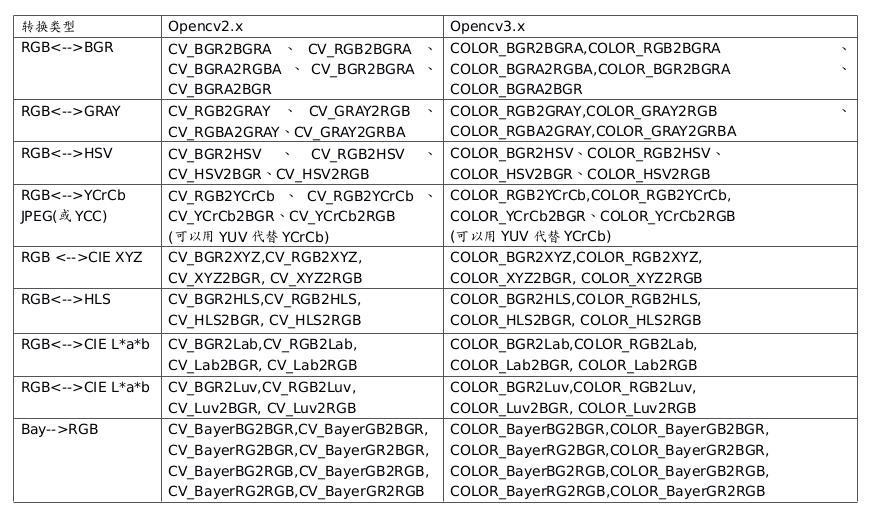 转换类型 Opencv2.x Opencv3.x
RGB<-->BGR CV_BGR2BGRA 、 CV_RGB2BGRA 、 COLOR_BGR2BGRA,COLOR_RGB2BGRA 、
CV_BGRA2RGBA 、 CV_BGR2BGRA 、 COLOR_BGRA2RGBA,COLOR_BGR2BGRA 、
CV_BGRA2BGR COLOR_BGRA2BGR
RGB<-->GRAY CV_RGB2GRAY 、 CV_GRAY2RGB 、 COLOR_RGB2GRAY,COLOR_GRAY2RGB 、
CV_RGBA2GRAY、CV_GRAY2GRBA COLOR_RGBA2GRAY,COLOR_GRAY2GRBA
RGB<-->HSV CV_BGR2HSV 、 CV_RGB2HSV 、 COLOR_BGR2HSV、COLOR_RGB2HSV、
CV_HSV2BGR、CV_HSV2RGB COLOR_HSV2BGR、COLOR_HSV2RGB
RGB<-->YCrCb CV_RGB2YCrCb 、 CV_RGB2YCrCb 、 COLOR_RGB2YCrCb,COLOR_RGB2YCrCb,
JPEG(或 YCC) CV_YCrCb2BGR、CV_YCrCb2RGB COLOR_YCrCb2BGR、COLOR_YCrCb2RGB
(可以用 YUV 代替 YCrCb) (可以用 YUV 代替 YCrCb)
RGB <-->CIE XYZ CV_BGR2XYZ,CV_RGB2XYZ, COLOR_BGR2XYZ,COLOR_RGB2XYZ,
CV_XYZ2BGR, CV_XYZ2RGB COLOR_XYZ2BGR, COLOR_XYZ2RGB
RGB<-->HLS CV_BGR2HLS,CV_RGB2HLS, COLOR_BGR2HLS,COLOR_RGB2HLS,
CV_HLS2BGR, CV_HLS2RGB COLOR_HLS2BGR, COLOR_HLS2RGB
RGB<-->CIE L*a*b CV_BGR2Lab,CV_RGB2Lab, COLOR_BGR2Lab,COLOR_RGB2Lab,
CV_Lab2BGR, CV_Lab2RGB COLOR_Lab2BGR, COLOR_Lab2RGB
RGB<-->CIE L*a*b CV_BGR2Luv,CV_RGB2Luv, COLOR_BGR2Luv,COLOR_RGB2Luv,
CV_Luv2BGR, CV_Luv2RGB COLOR_Luv2BGR, COLOR_Luv2RGB
Bay-->RGB CV_BayerBG2BGR,CV_BayerGB2BGR, COLOR_BayerBG2BGR,COLOR_BayerGB2BGR,
CV_BayerRG2BGR,CV_BayerGR2BGR, COLOR_BayerRG2BGR,COLOR_BayerGR2BGR,
CV_BayerBG2RGB,CV_BayerGB2RGB, COLOR_BayerBG2RGB,COLOR_BayerGB2RGB,
CV_BayerRG2RGB,CV_BayerGR2RGB COLOR_BayerRG2RGB,COLOR_BayerGR2RGB